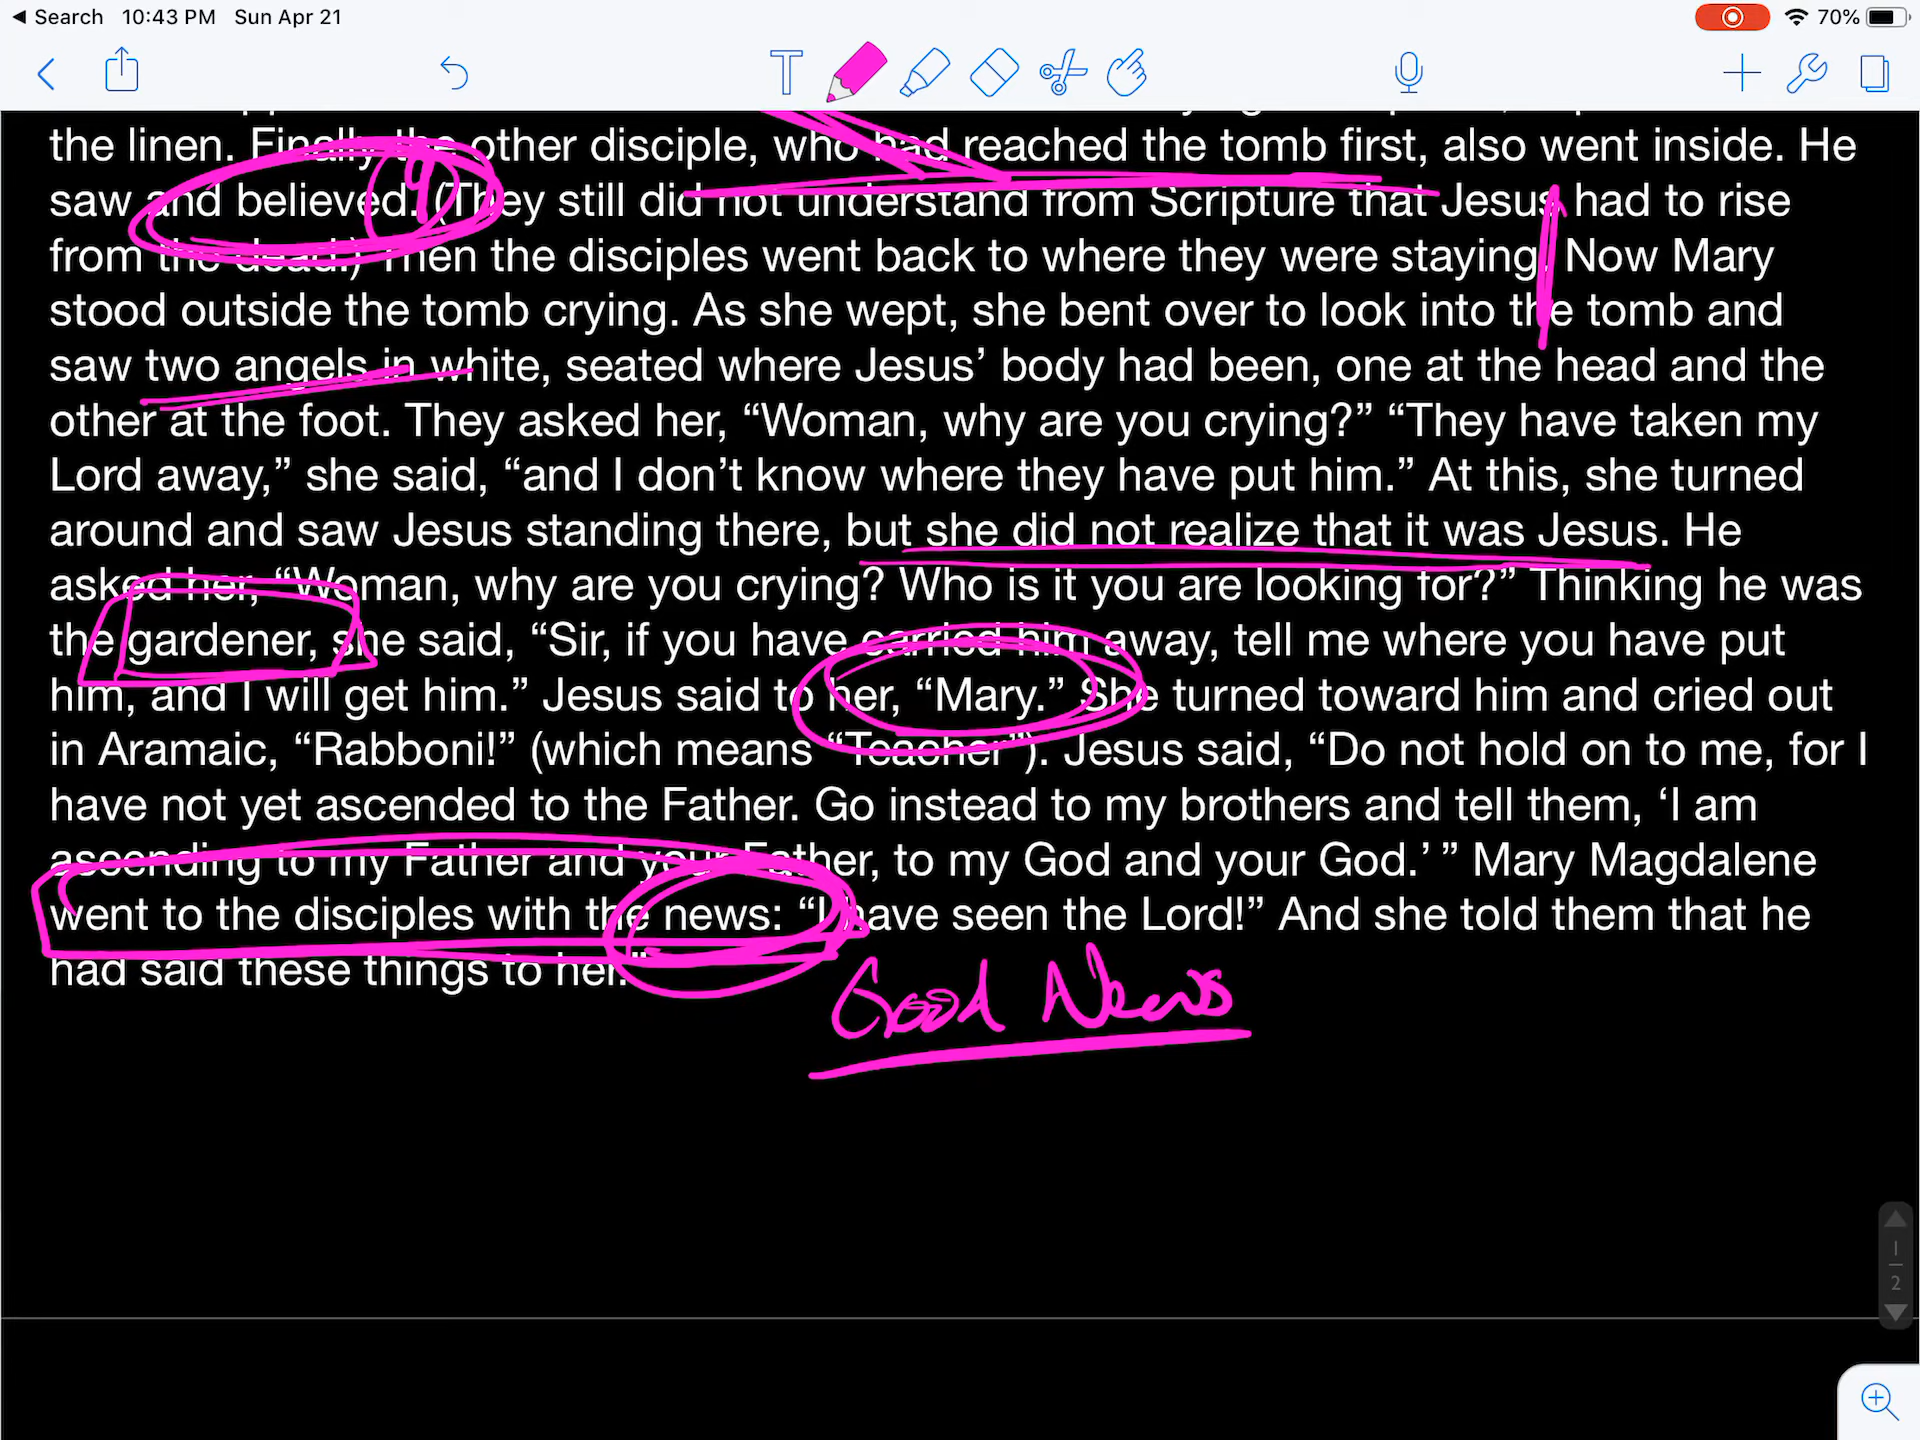 Search 10:43 PM Sun Apr 21 70%
T
the linen. Finally the other disciple, who had reached the tomb first, also went inside. He
saw and believed. (They still did not understand from Scripture that Jesus had to rise
9
from the dead.) Then the disciples went back to where they were staying. Now Mary
stood outside the tomb crying. As she wept, she bent over to look into the tomb and
saw two angels in white, seated where Jesus’ body had been, one at the head and the
other at the foot. They asked her, “Woman, why are you crying?” “They have taken my
Lord away,” she said, “and I don’t know where they have put him.” At this, she turned
around and saw Jesus standing there, but she did not realize that it was Jesus. He
asked her, “Woman, why are you crying? Who is it you are looking for?” Thinking he was
the gardener, she said, “Sir, if you have carried him away, tell me where you have put
him, and I will get him.” Jesus said to her, “Mary.” She turned toward him and cried out
in Aramaic, “Rabboni!” (which means “Teacher”). Jesus said, “Do not hold on to me, for I
have not yet ascended to the Father. Go instead to my brothers and tell them, ‘I am
ascending to my Father and your Father, to my God and your God.’ ” Mary Magdalene
went to the disciples with the news: “I have seen the Lord!” And she told them that he
had said these things to her.”
Good News
1
2